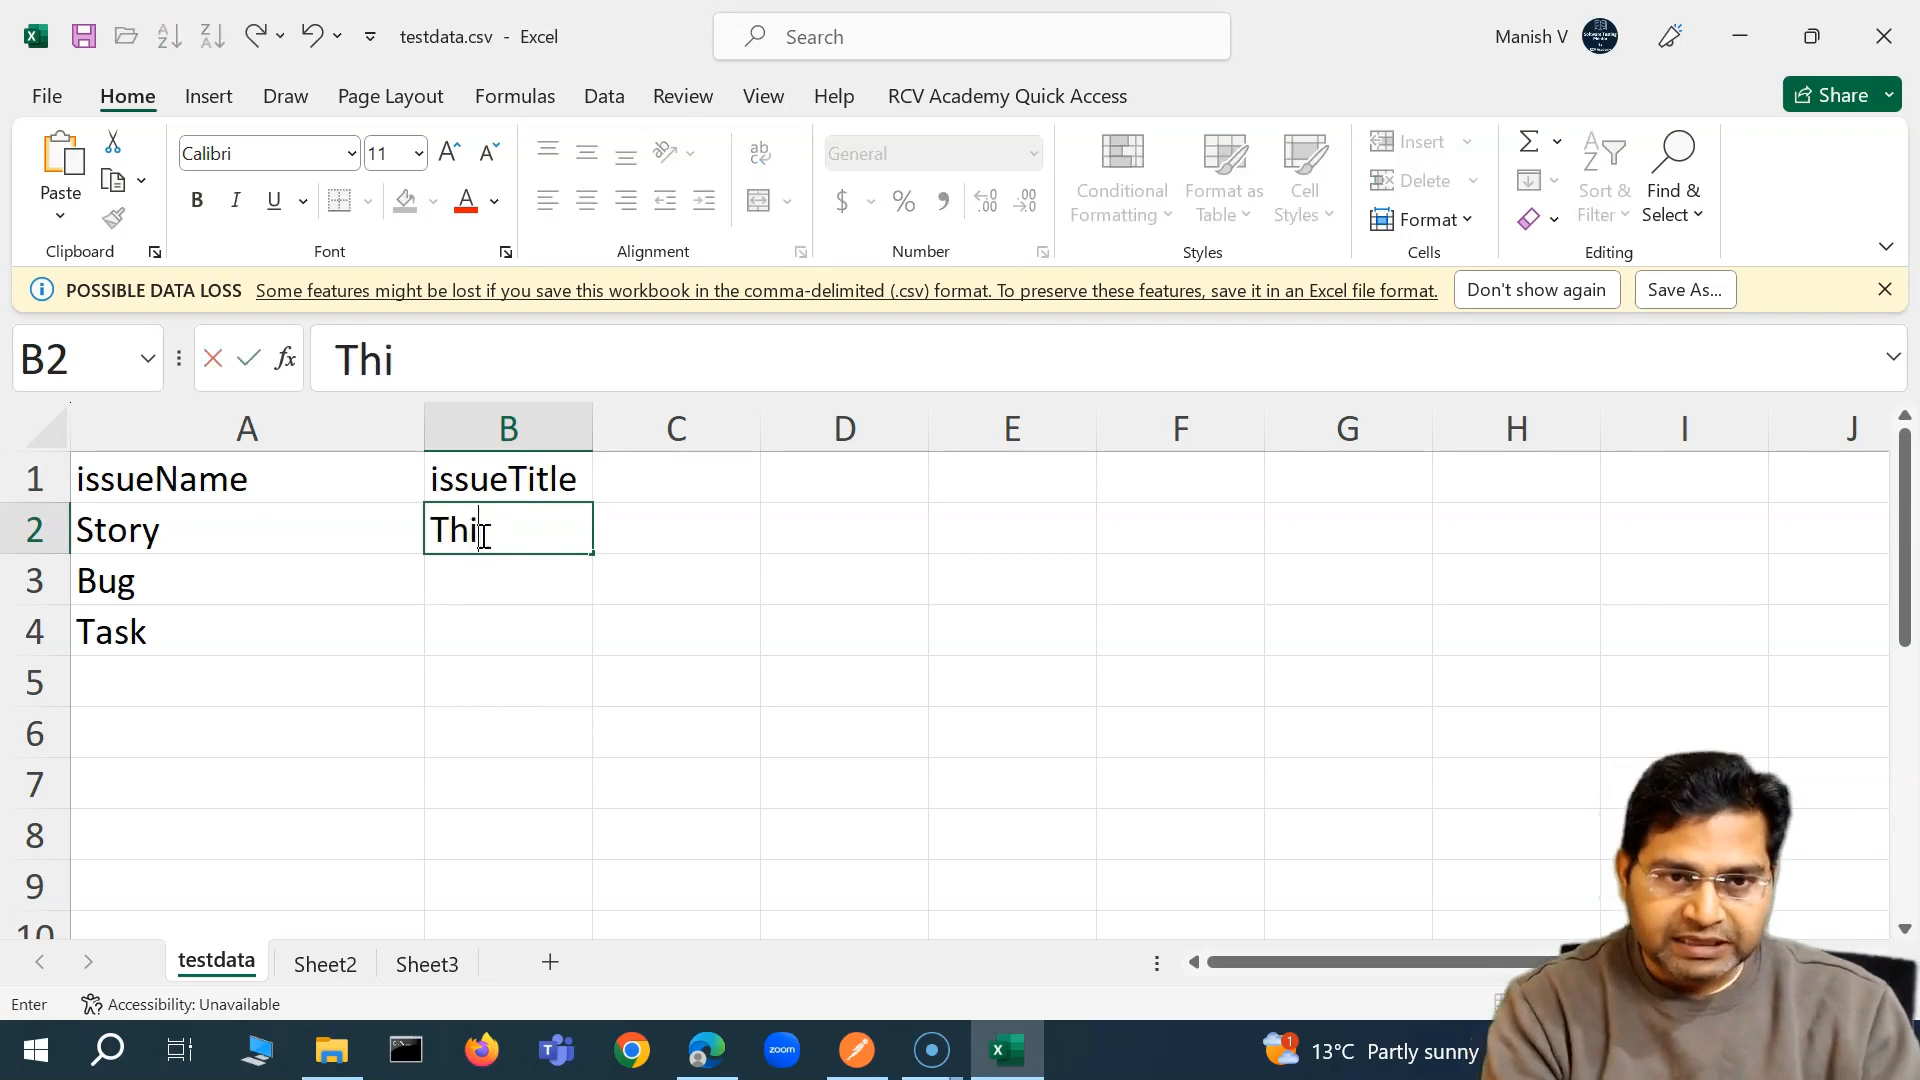 testdata.csv - Excel
Search
Manish V
File Home Insert Draw Page Layout Formulas Data Review View Help RCV Academy Quick Access
Share
Paste
Clipboard
Calibri 11
B I U A
Font
ab
Alignment
General
$ % ,
Number
Conditional Formatting
Format as Table
Cell Styles
Styles
Insert
Delete
Format
Cells
Sort & Filter
Find & Select
Editing
POSSIBLE DATA LOSS Some features might be lost if you save this workbook in the comma-delimited (.csv) format. To preserve these features, save it in an Excel file format. Don't show again Save As...
B2 fx Thi
A B C D E F G H I J
1 issueName issueTitle
2 Story Thi
3 Bug
4 Task
5
6
7
8
9
10
testdata Sheet2 Sheet3
Enter Accessibility: Unavailable
zoom
1 13°C Partly sunny